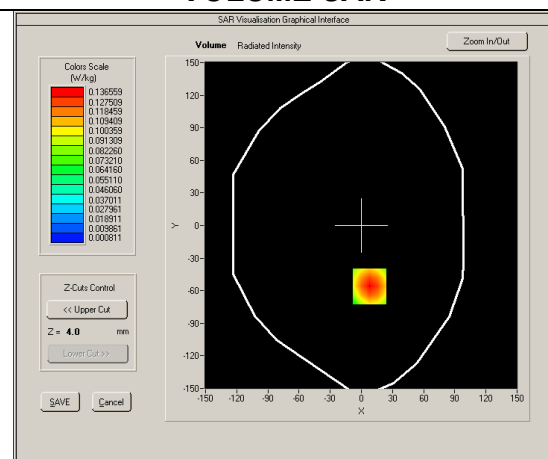 VOLUME SAR
SAR Visualisation Graphical Interface
Volume Radiated Intensity
Zoom In/Out
Colors Scale
(W/kg)
0.136559
0.127509
0.118459
0.109409
0.100359
0.091309
0.082260
0.073210
0.064160
0.055110
0.046060
0.037011
0.027961
0.018911
0.009861
0.000811
Z-Cuts Control
<< Upper Cut
Z = 4.0 mm
Lower Cut >>
SAVE Cancel
150
120
90
60
30
0
-30
-60
-90
-120
-150
Y
-150 -120 -90 -60 -30 0 30 60 90 120 150
X